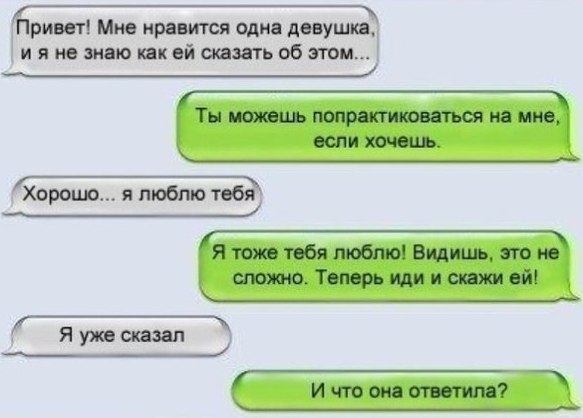 Привет! Мне нравится одна девушка,
и я не знаю как ей сказать об этом...
Ты можешь попрактиковаться на мне,
если хочешь.
Хорошо... я люблю тебя
Я тоже тебя люблю! Видишь, это не
сложно. Теперь иди и скажи ей!
Я уже сказал
И что она ответила?